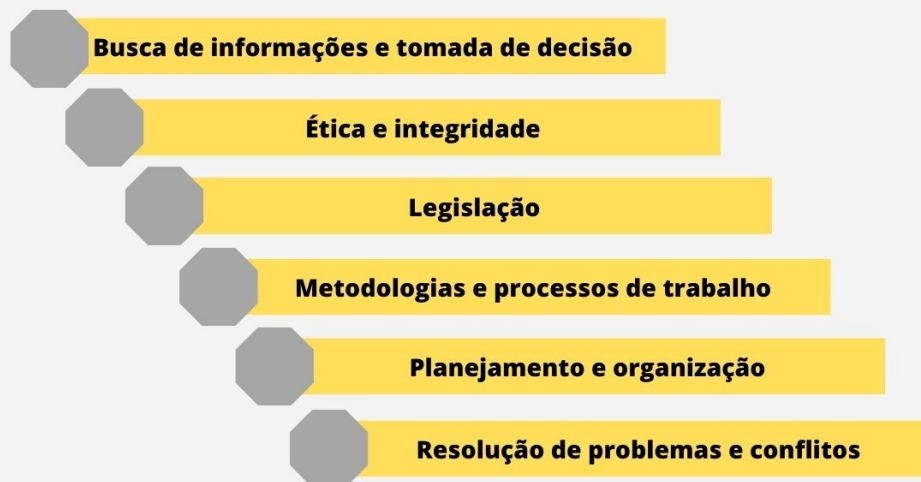 Busca de informações e tomada de decisão
Ética e integridade
Legislação
Metodologias e processos de trabalho
Planejamento e organização
Resolução de problemas e conflitos